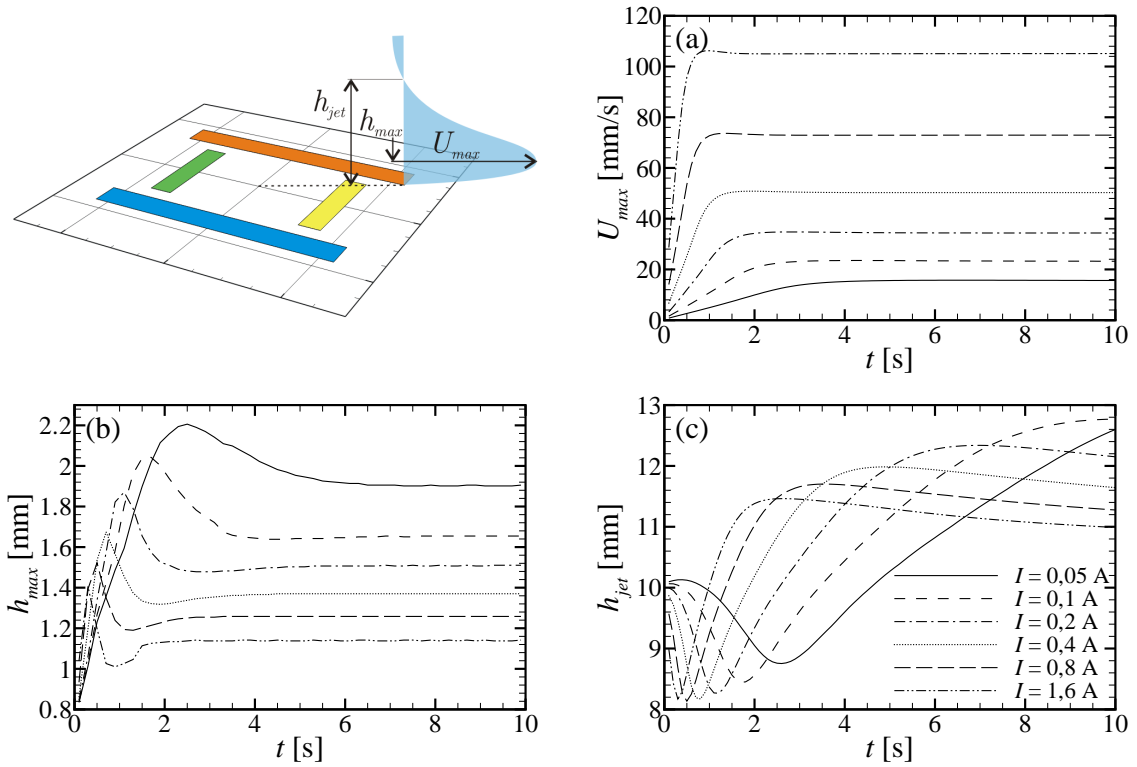 h_jet
h_max
U_max
(a)
U_max [mm/s]
120
100
80
60
40
20
0
0 2 4 6 8 10
t [s]
(b)
h_max [mm]
2.2
2
1.8
1.6
1.4
1.2
1
0.8
0 2 4 6 8 10
t [s]
(c)
h_jet [mm]
13
12
11
10
9
8
0 2 4 6 8 10
t [s]
I = 0,05 A
I = 0,1 A
I = 0,2 A
I = 0,4 A
I = 0,8 A
I = 1,6 A